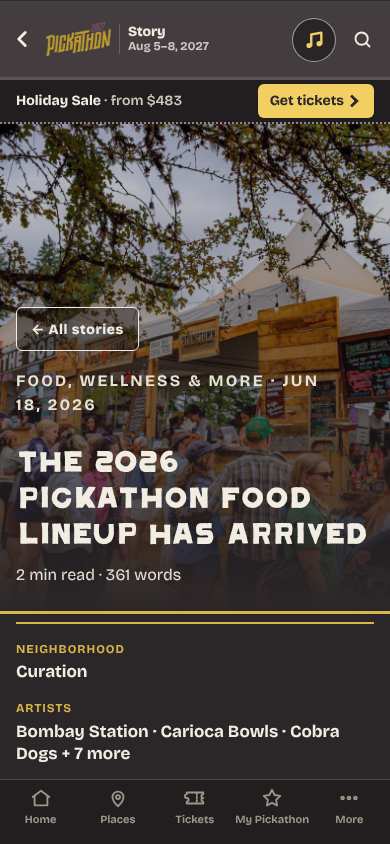 PICKATHON
Story
Aug 5–8, 2027
Holiday Sale · from $483
Get tickets
← All stories
FOOD, WELLNESS & MORE · JUN
18, 2026
THE 2026
PICKATHON FOOD
LINEUP HAS ARRIVED
2 min read · 361 words
NEIGHBORHOOD
Curation
ARTISTS
Bombay Station · Carioca Bowls · Cobra
Dogs + 7 more
Home
Places
Tickets
My Pickathon
More